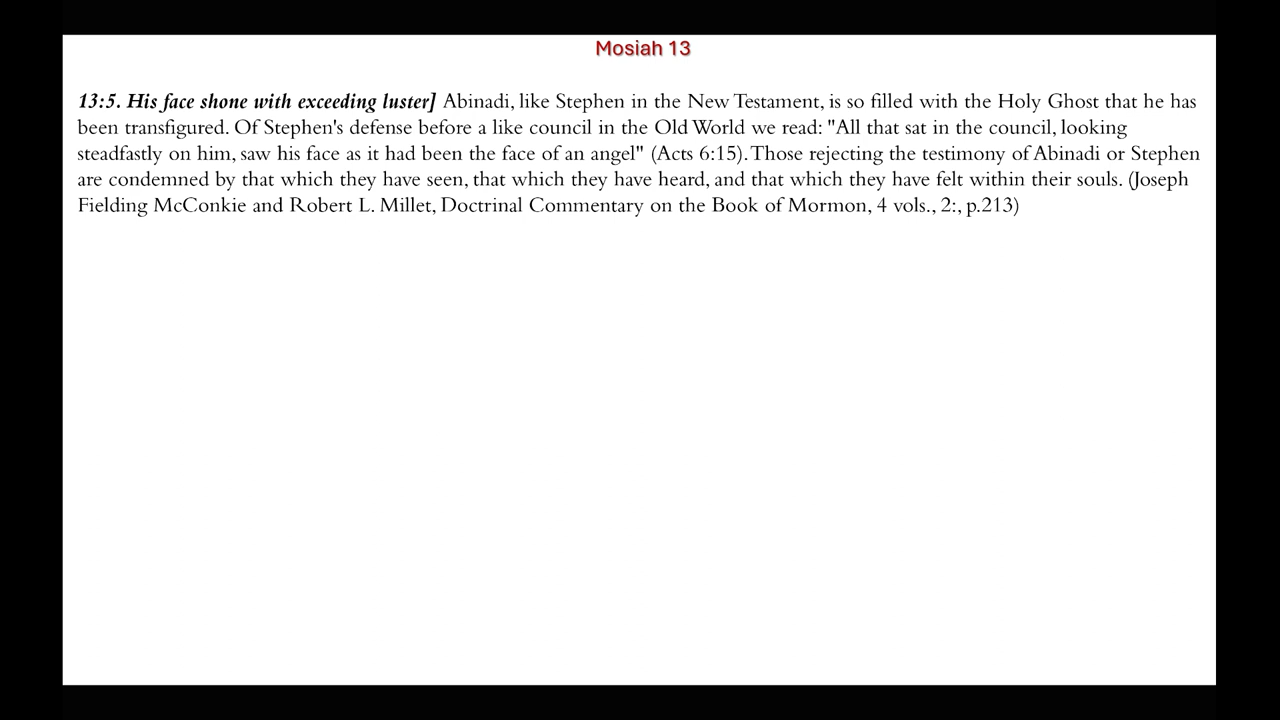 Mosiah 13
13:5. His face shone with exceeding luster] Abinadi, like Stephen in the New Testament, is so filled with the Holy Ghost that he has
been transfigured. Of Stephen's defense before a like council in the Old World we read: "All that sat in the council, looking
steadfastly on him, saw his face as it had been the face of an angel" (Acts 6:15). Those rejecting the testimony of Abinadi or Stephen
are condemned by that which they have seen, that which they have heard, and that which they have felt within their souls. (Joseph
Fielding McConkie and Robert L. Millet, Doctrinal Commentary on the Book of Mormon, 4 vols., 2:, p.213)